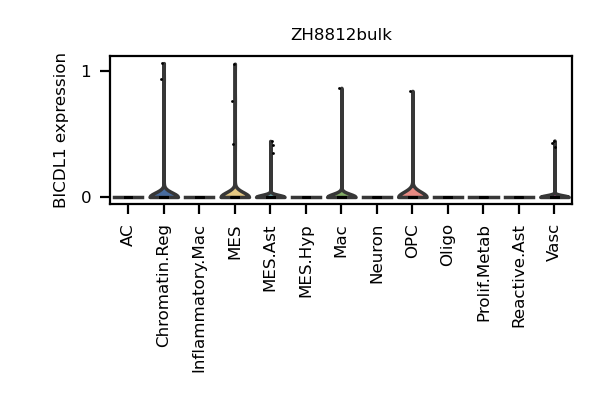 ZH8812bulk
BICDL1 expression
1
0
AC
Chromatin.Reg
Inflammatory.Mac
MES
MES.Ast
MES.Hyp
Mac
Neuron
OPC
Oligo
Prolif.Metab
Reactive.Ast
Vasc